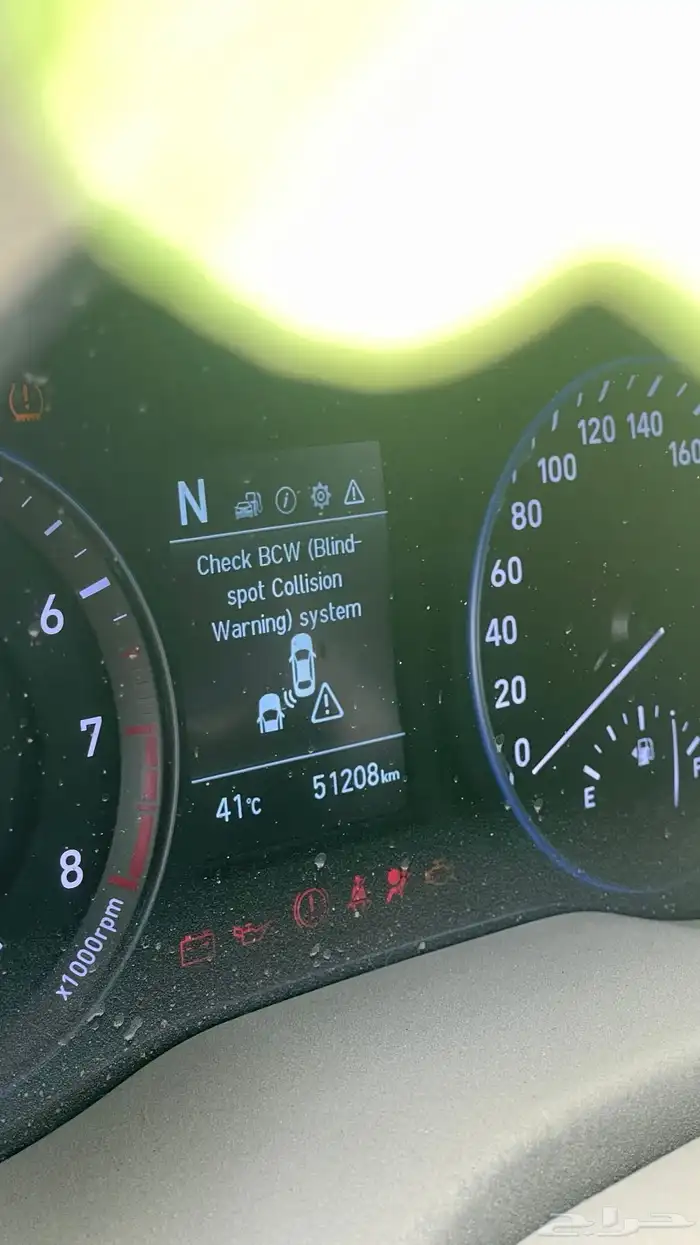 N
Check BCW (Blind-
spot Collision
Warning) system
41°C
51208km
6
7
8
x1000rpm
0
20
40
60
80
100
120
140
160
E
F
حراج